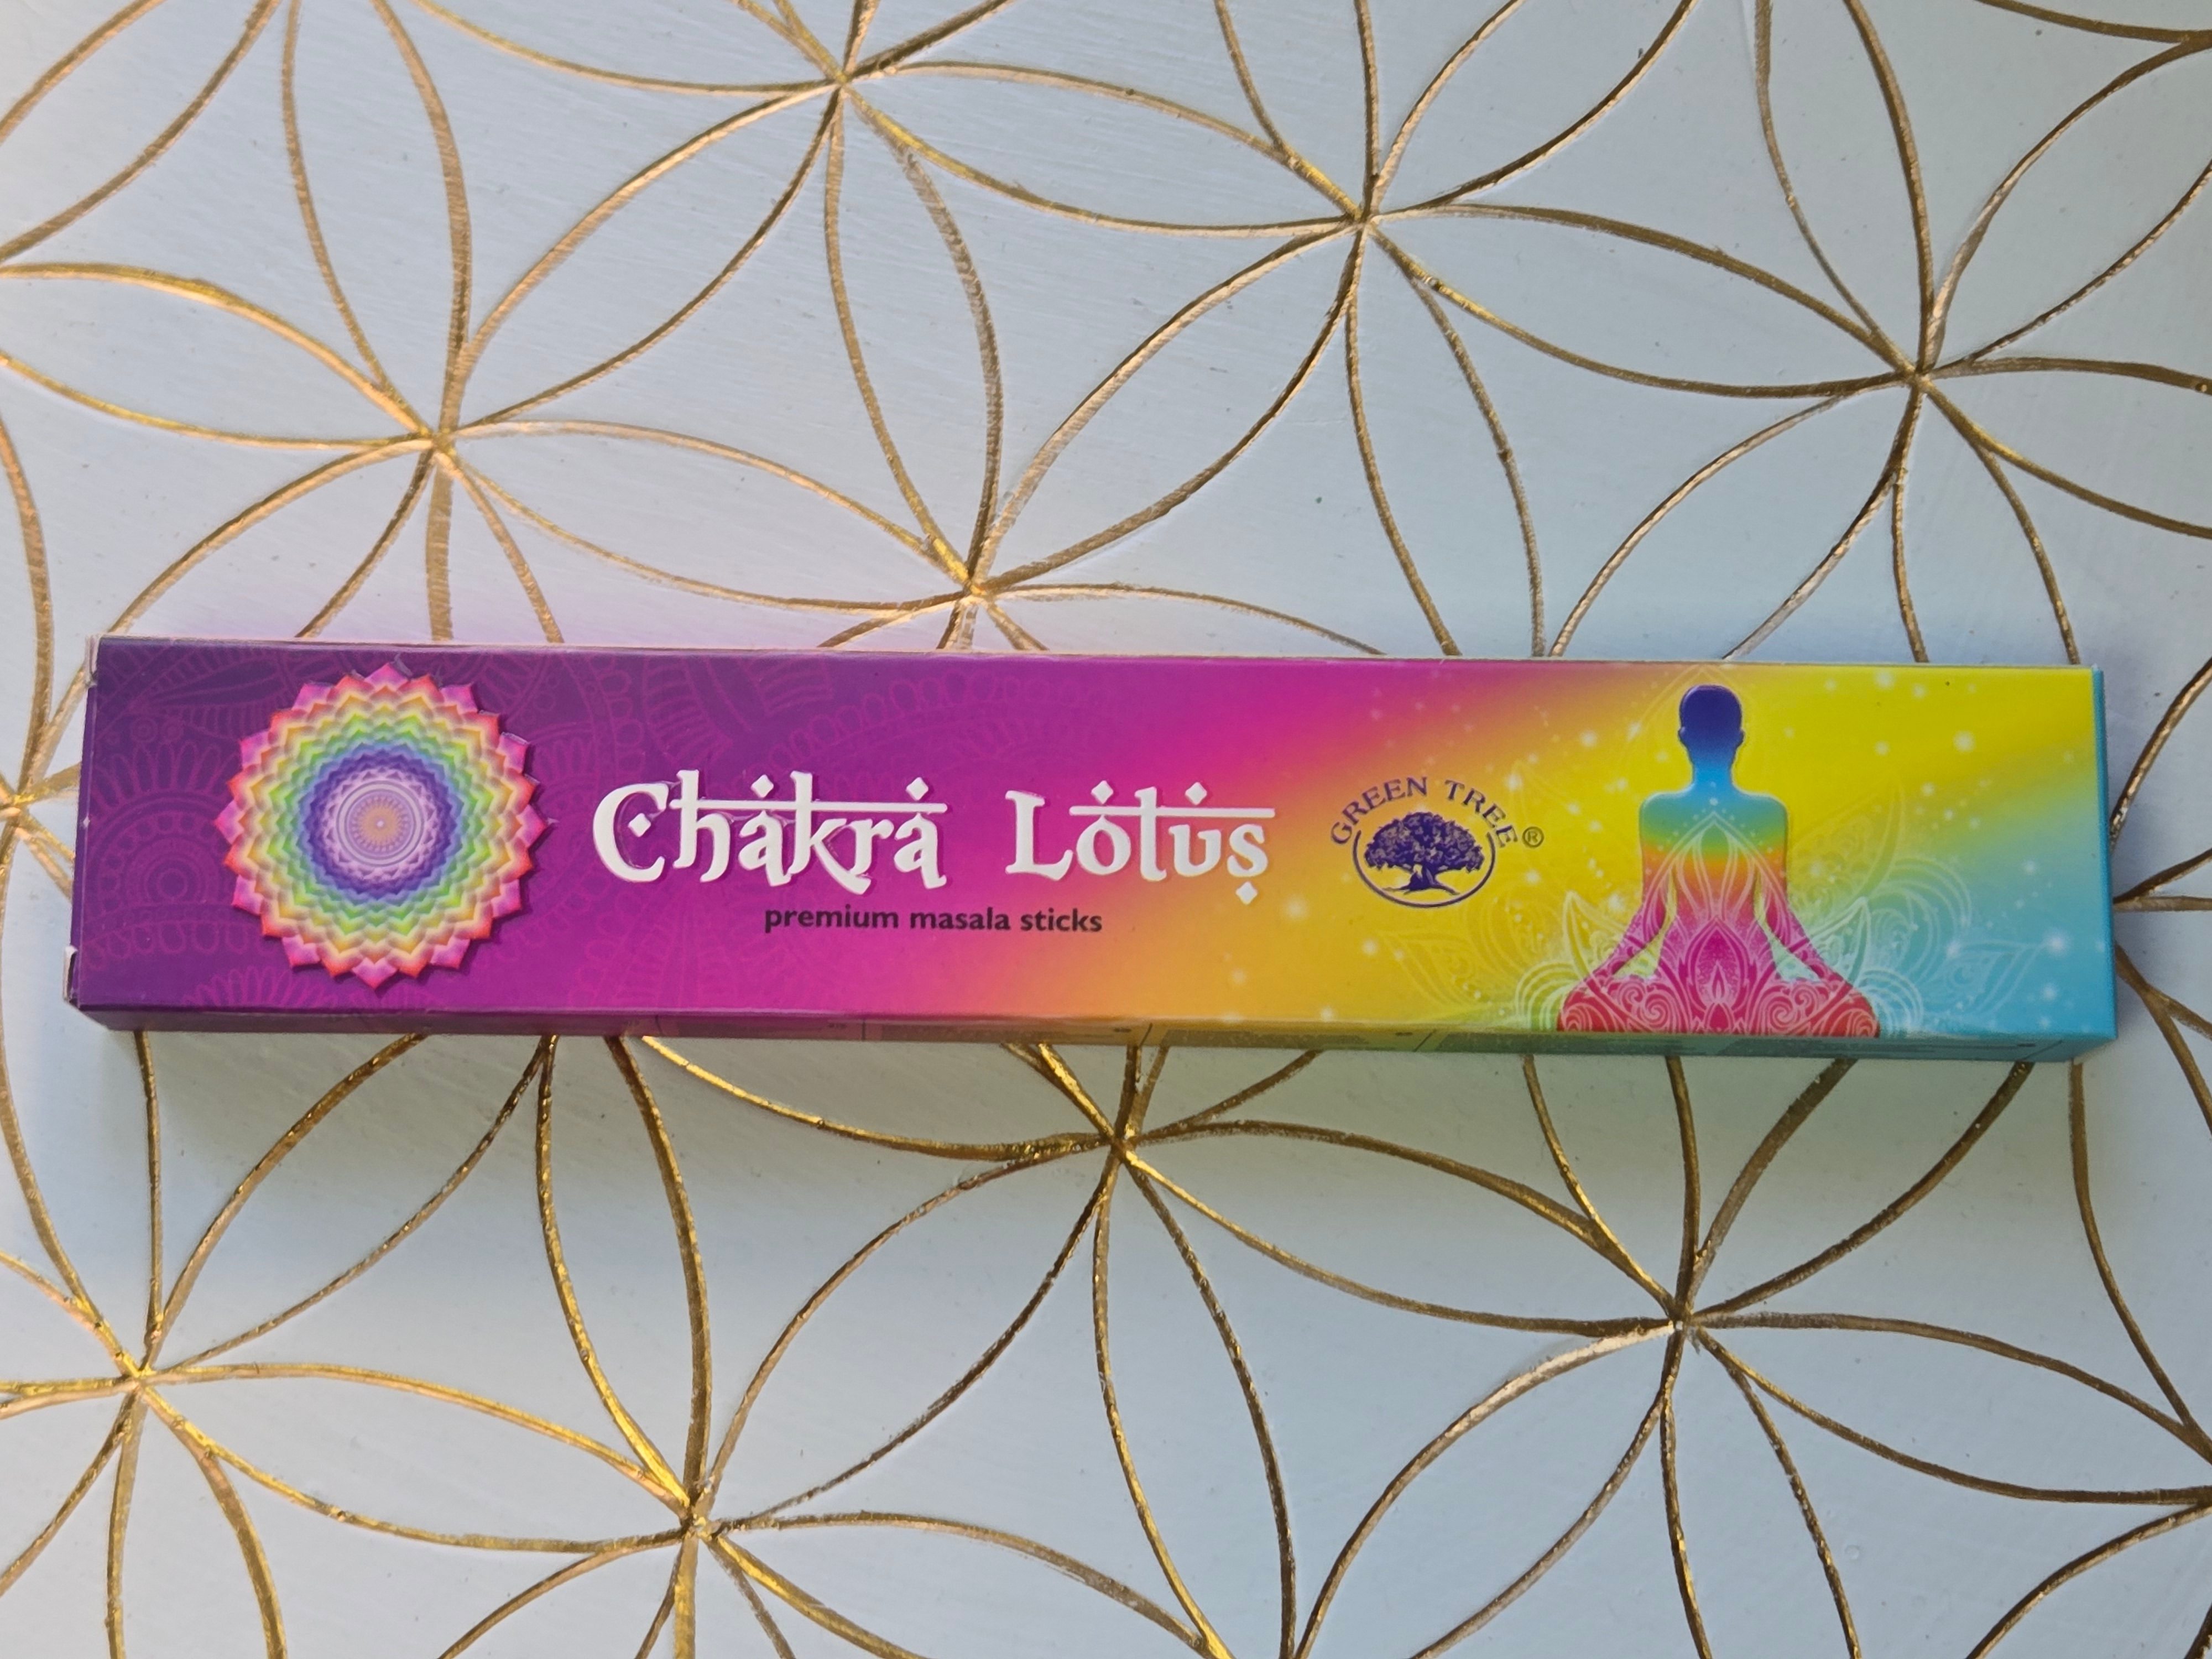 Chakra Lotus
premium masala sticks
GREEN TREE®